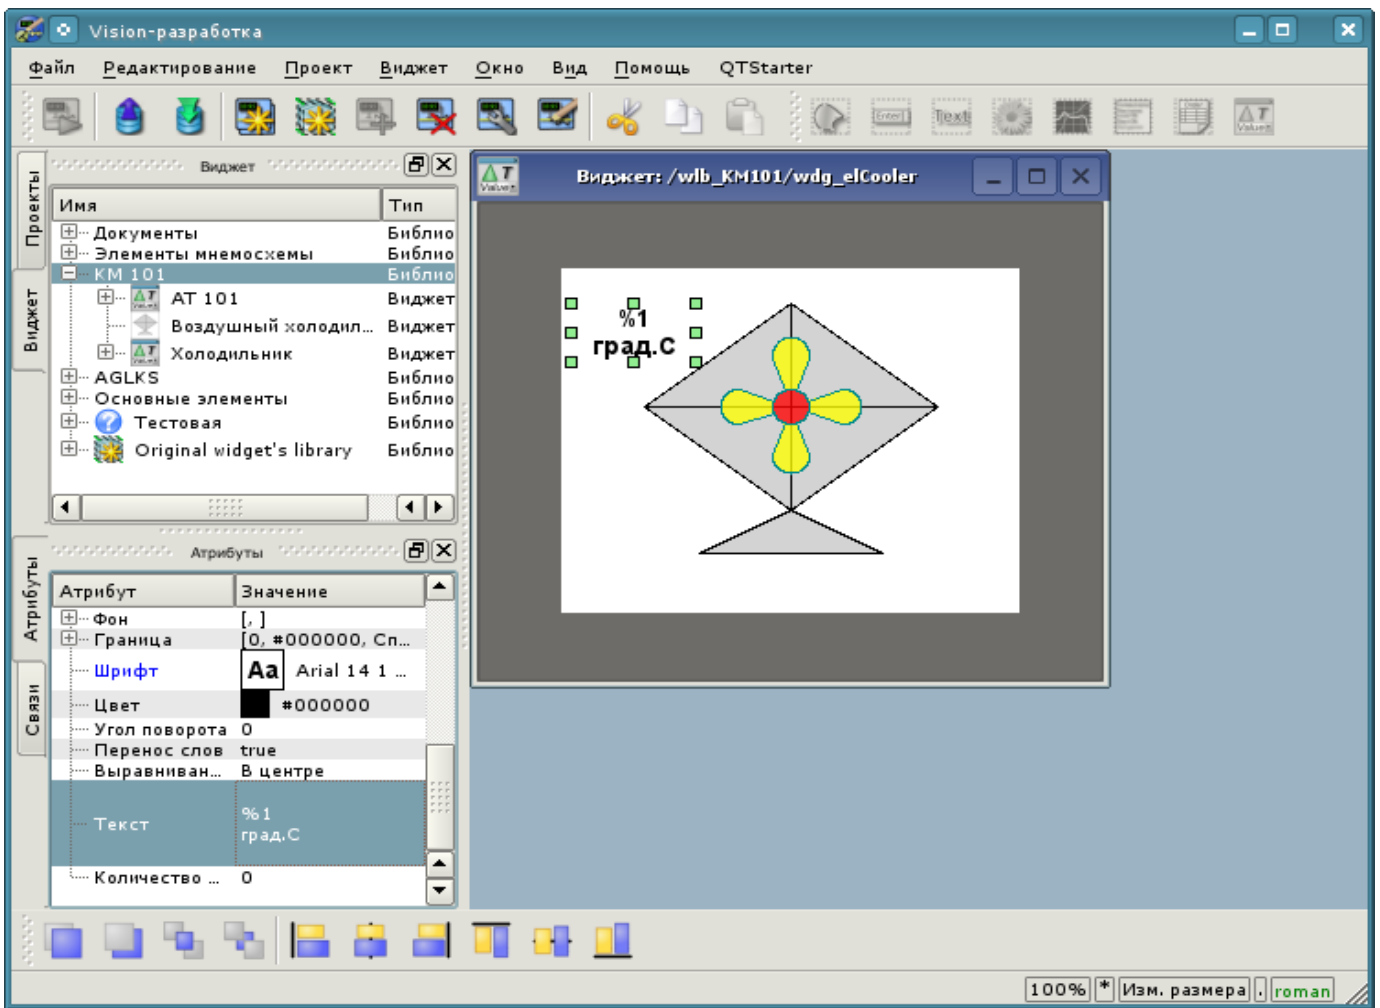 Vision-разработка
Файл Редактирование Проект Виджет Окно Вид Помощь QTStarter
Text
Проекты
Виджет
Виджет
Имя Тип
Документы Библио
Элементы мнемосхемы Библио
КМ 101 Библио
АТ 101 Виджет
Воздушный холодил... Виджет
Холодильник Виджет
AGLKS Библио
Основные элементы Библио
Тестовая Библио
Original widget's library Библио
Атрибуты
Связи
Атрибуты
Атрибут Значение
Фон [, ]
Граница [0, #000000, Сп...
Шрифт Aa Arial 14 1 ...
Цвет #000000
Угол поворота 0
Перенос слов true
Выравниван... В центре
Текст %1
град.С
Количество ... 0
Виджет: /wlb_KM101/wdg_elCooler
%1
град.С
100% * Изм. размера . roman